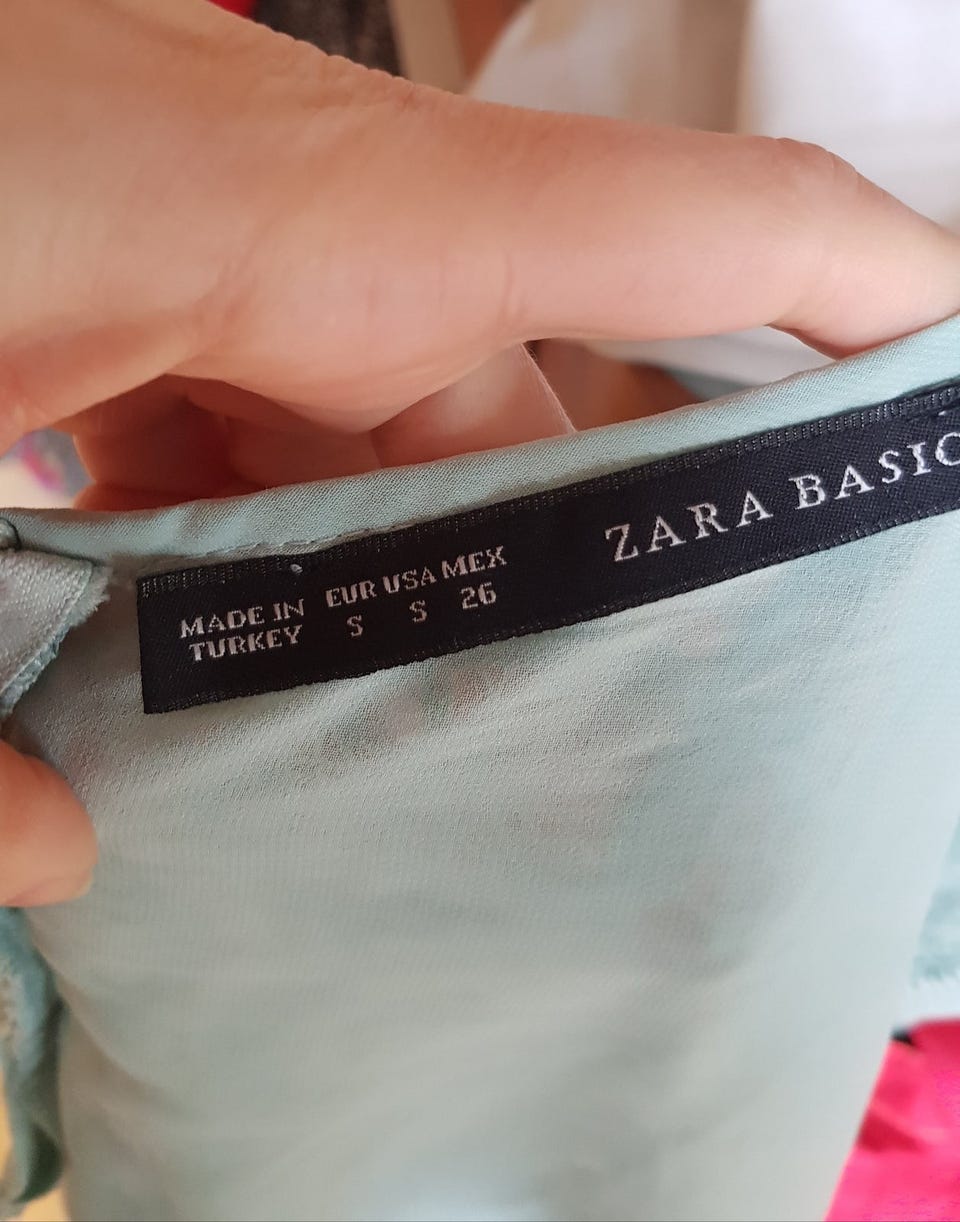 MADE IN
TURKEY
EUR USA MEX
S S 26
ZARA BASIC